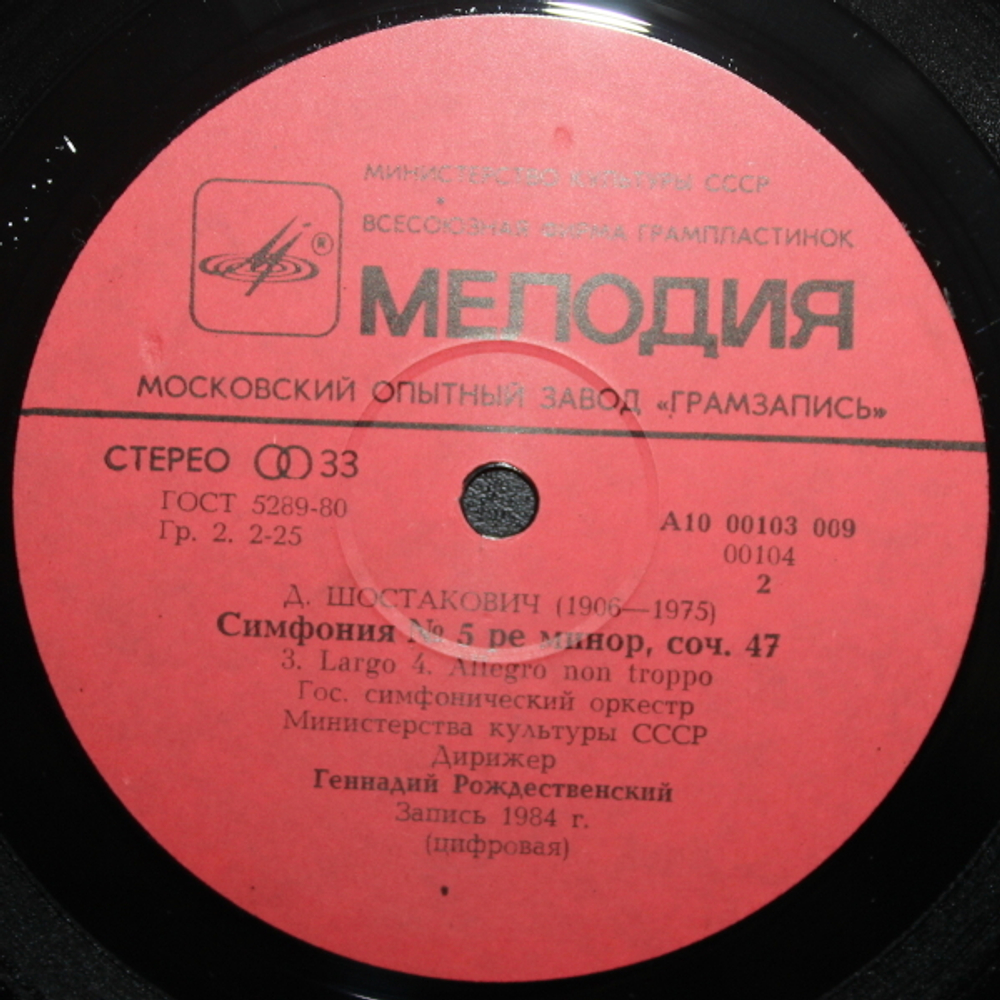 МИНИСТЕРСТВО КУЛЬТУРЫ СССР
ВСЕСОЮЗНАЯ ФИРМА ГРАМПЛАСТИНОК
®
МЕЛОДИЯ
МОСКОВСКИЙ ОПЫТНЫЙ ЗАВОД «ГРАМЗАПИСЬ»
СТЕРЕО 33
ГОСТ 5289-80
Гр. 2. 2-25
А10 00103 009
00104
2
Д. ШОСТАКОВИЧ (1906—1975)
Симфония № 5 ре минор, соч. 47
3. Largo 4. Allegro non troppo
Гос. симфонический оркестр
Министерства культуры СССР
Дирижер
Геннадий Рождественский
Запись 1984 г.
(цифровая)